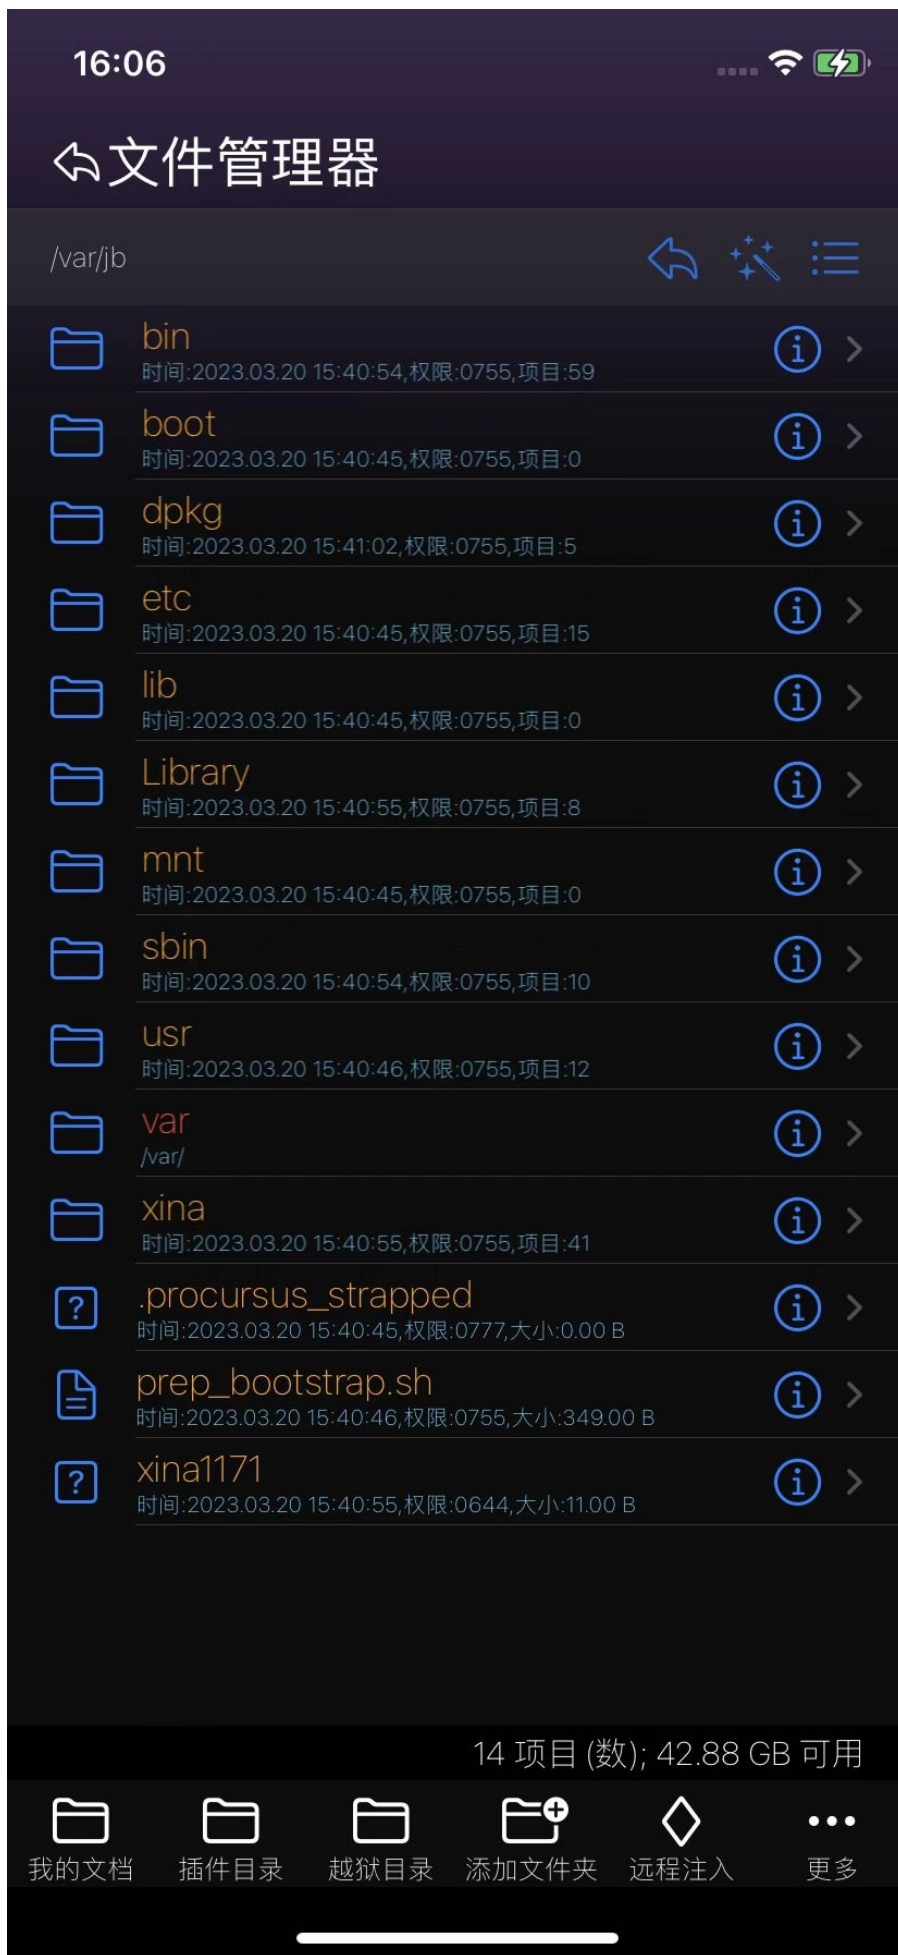 16:06
文件管理器
/var/jb
bin
时间:2023.03.20 15:40:54,权限:0755,项目:59
boot
时间:2023.03.20 15:40:45,权限:0755,项目:0
dpkg
时间:2023.03.20 15:41:02,权限:0755,项目:5
etc
时间:2023.03.20 15:40:45,权限:0755,项目:15
lib
时间:2023.03.20 15:40:45,权限:0755,项目:0
Library
时间:2023.03.20 15:40:55,权限:0755,项目:8
mnt
时间:2023.03.20 15:40:45,权限:0755,项目:0
sbin
时间:2023.03.20 15:40:54,权限:0755,项目:10
usr
时间:2023.03.20 15:40:46,权限:0755,项目:12
var
/var/
xina
时间:2023.03.20 15:40:55,权限:0755,项目:41
.procursus_strapped
时间:2023.03.20 15:40:45,权限:0777,大小:0.00 B
prep_bootstrap.sh
时间:2023.03.20 15:40:46,权限:0755,大小:349.00 B
xina1171
时间:2023.03.20 15:40:55,权限:0644,大小:11.00 B
14 项目 (数); 42.88 GB 可用
我的文档 插件目录 越狱目录 添加文件夹 远程注入 更多